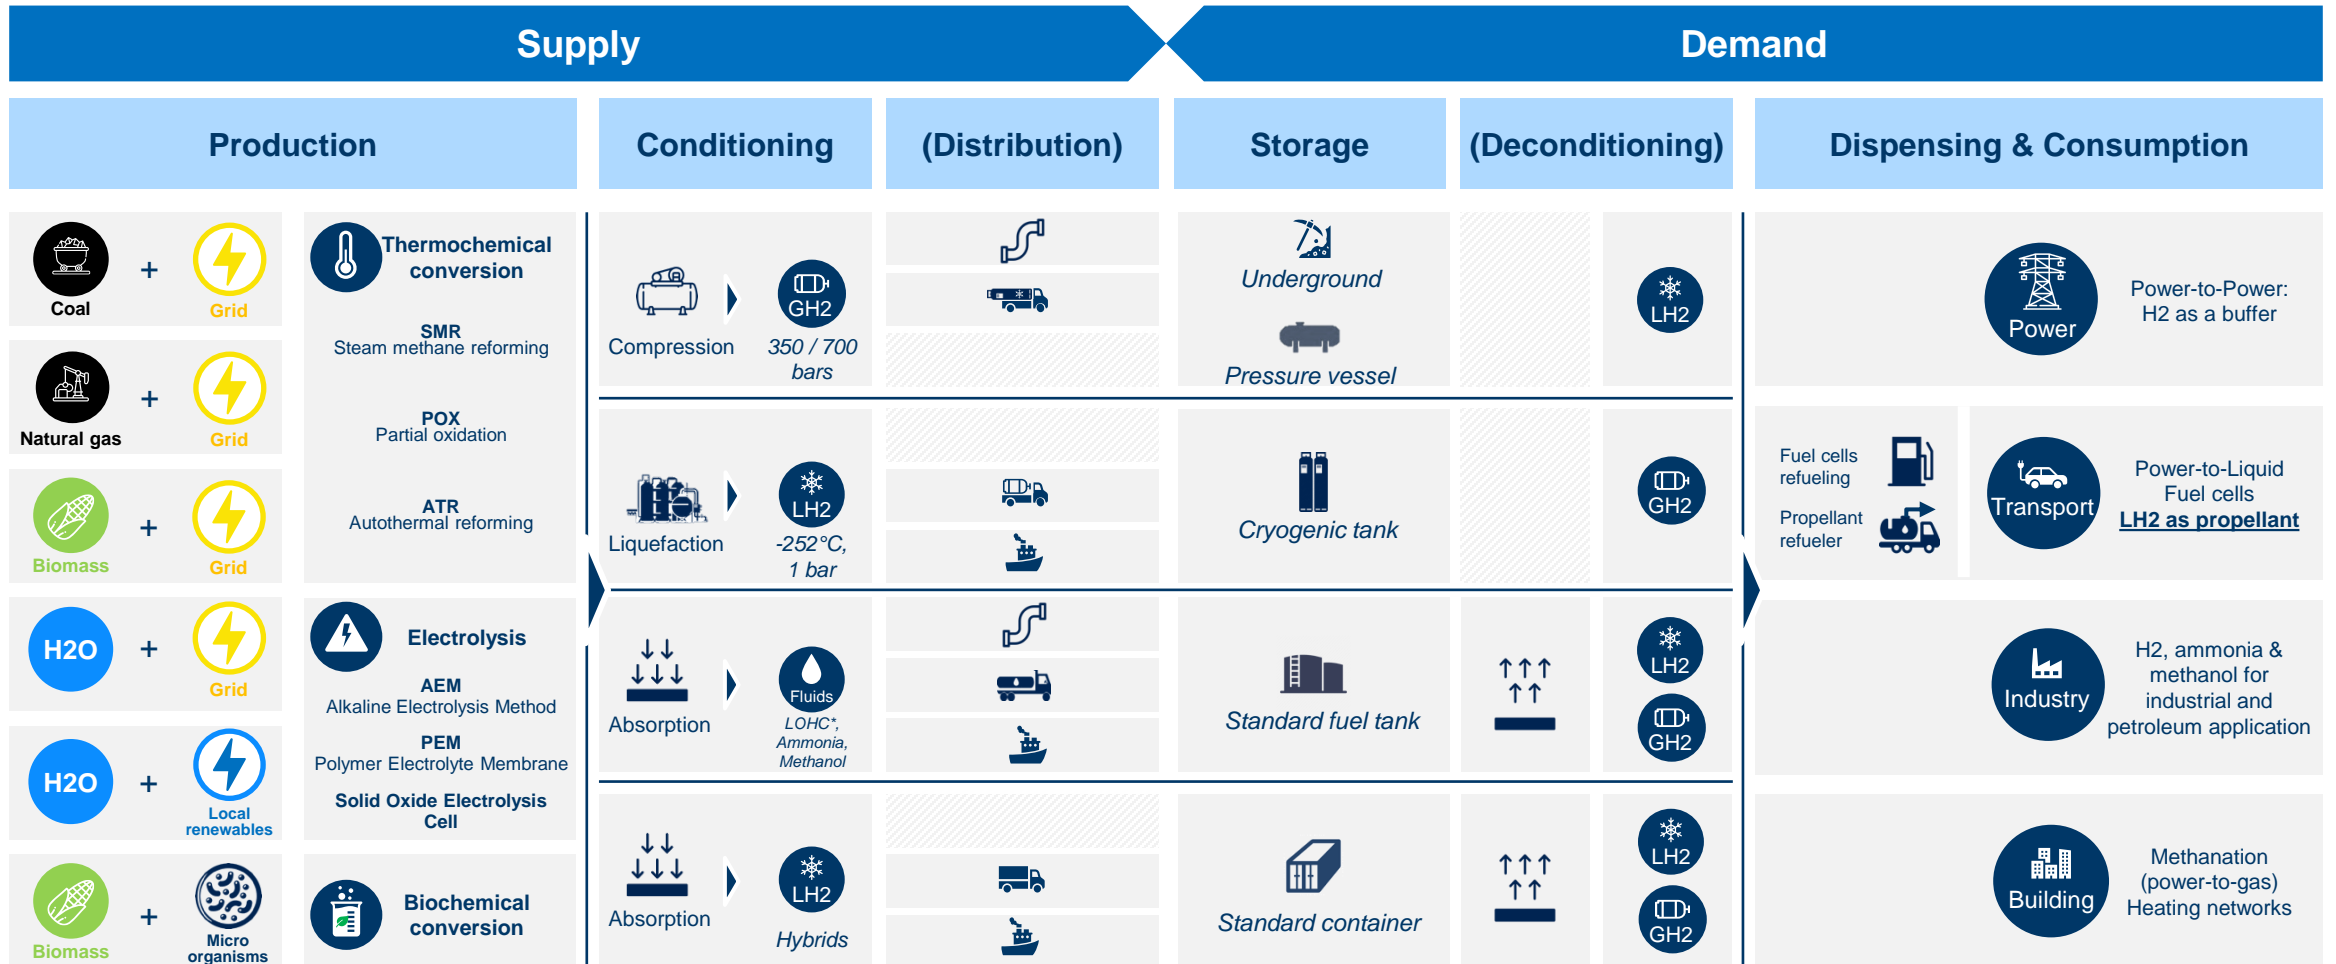 Supply
Demand
Production
Conditioning
(Distribution)
Storage
(Deconditioning)
Dispensing & Consumption
Coal
+
Grid
Natural gas
+
Grid
Biomass
+
Grid
H2O
+
Grid
H2O
+
Local
renewables
Biomass
+
Micro
organisms
Thermochemical
conversion
SMR
Steam methane reforming
POX
Partial oxidation
ATR
Autothermal reforming
Electrolysis
AEM
Alkaline Electrolysis Method
PEM
Polymer Electrolyte Membrane
Solid Oxide Electrolysis
Cell
Biochemical
conversion
Compression
GH2
350 / 700
bars
Underground
Pressure vessel
LH2
Liquefaction
LH2
-252°C,
1 bar
Cryogenic tank
GH2
Absorption
Fluids
LOHC*,
Ammonia,
Methanol
Standard fuel tank
LH2
GH2
Absorption
LH2
Hybrids
Standard container
LH2
GH2
Power
Power-to-Power:
H2 as a buffer
Fuel cells
refueling
Propellant
refueler
Transport
Power-to-Liquid
Fuel cells
LH2 as propellant
Industry
H2, ammonia &
methanol for
industrial and
petroleum application
Building
Methanation
(power-to-gas)
Heating networks